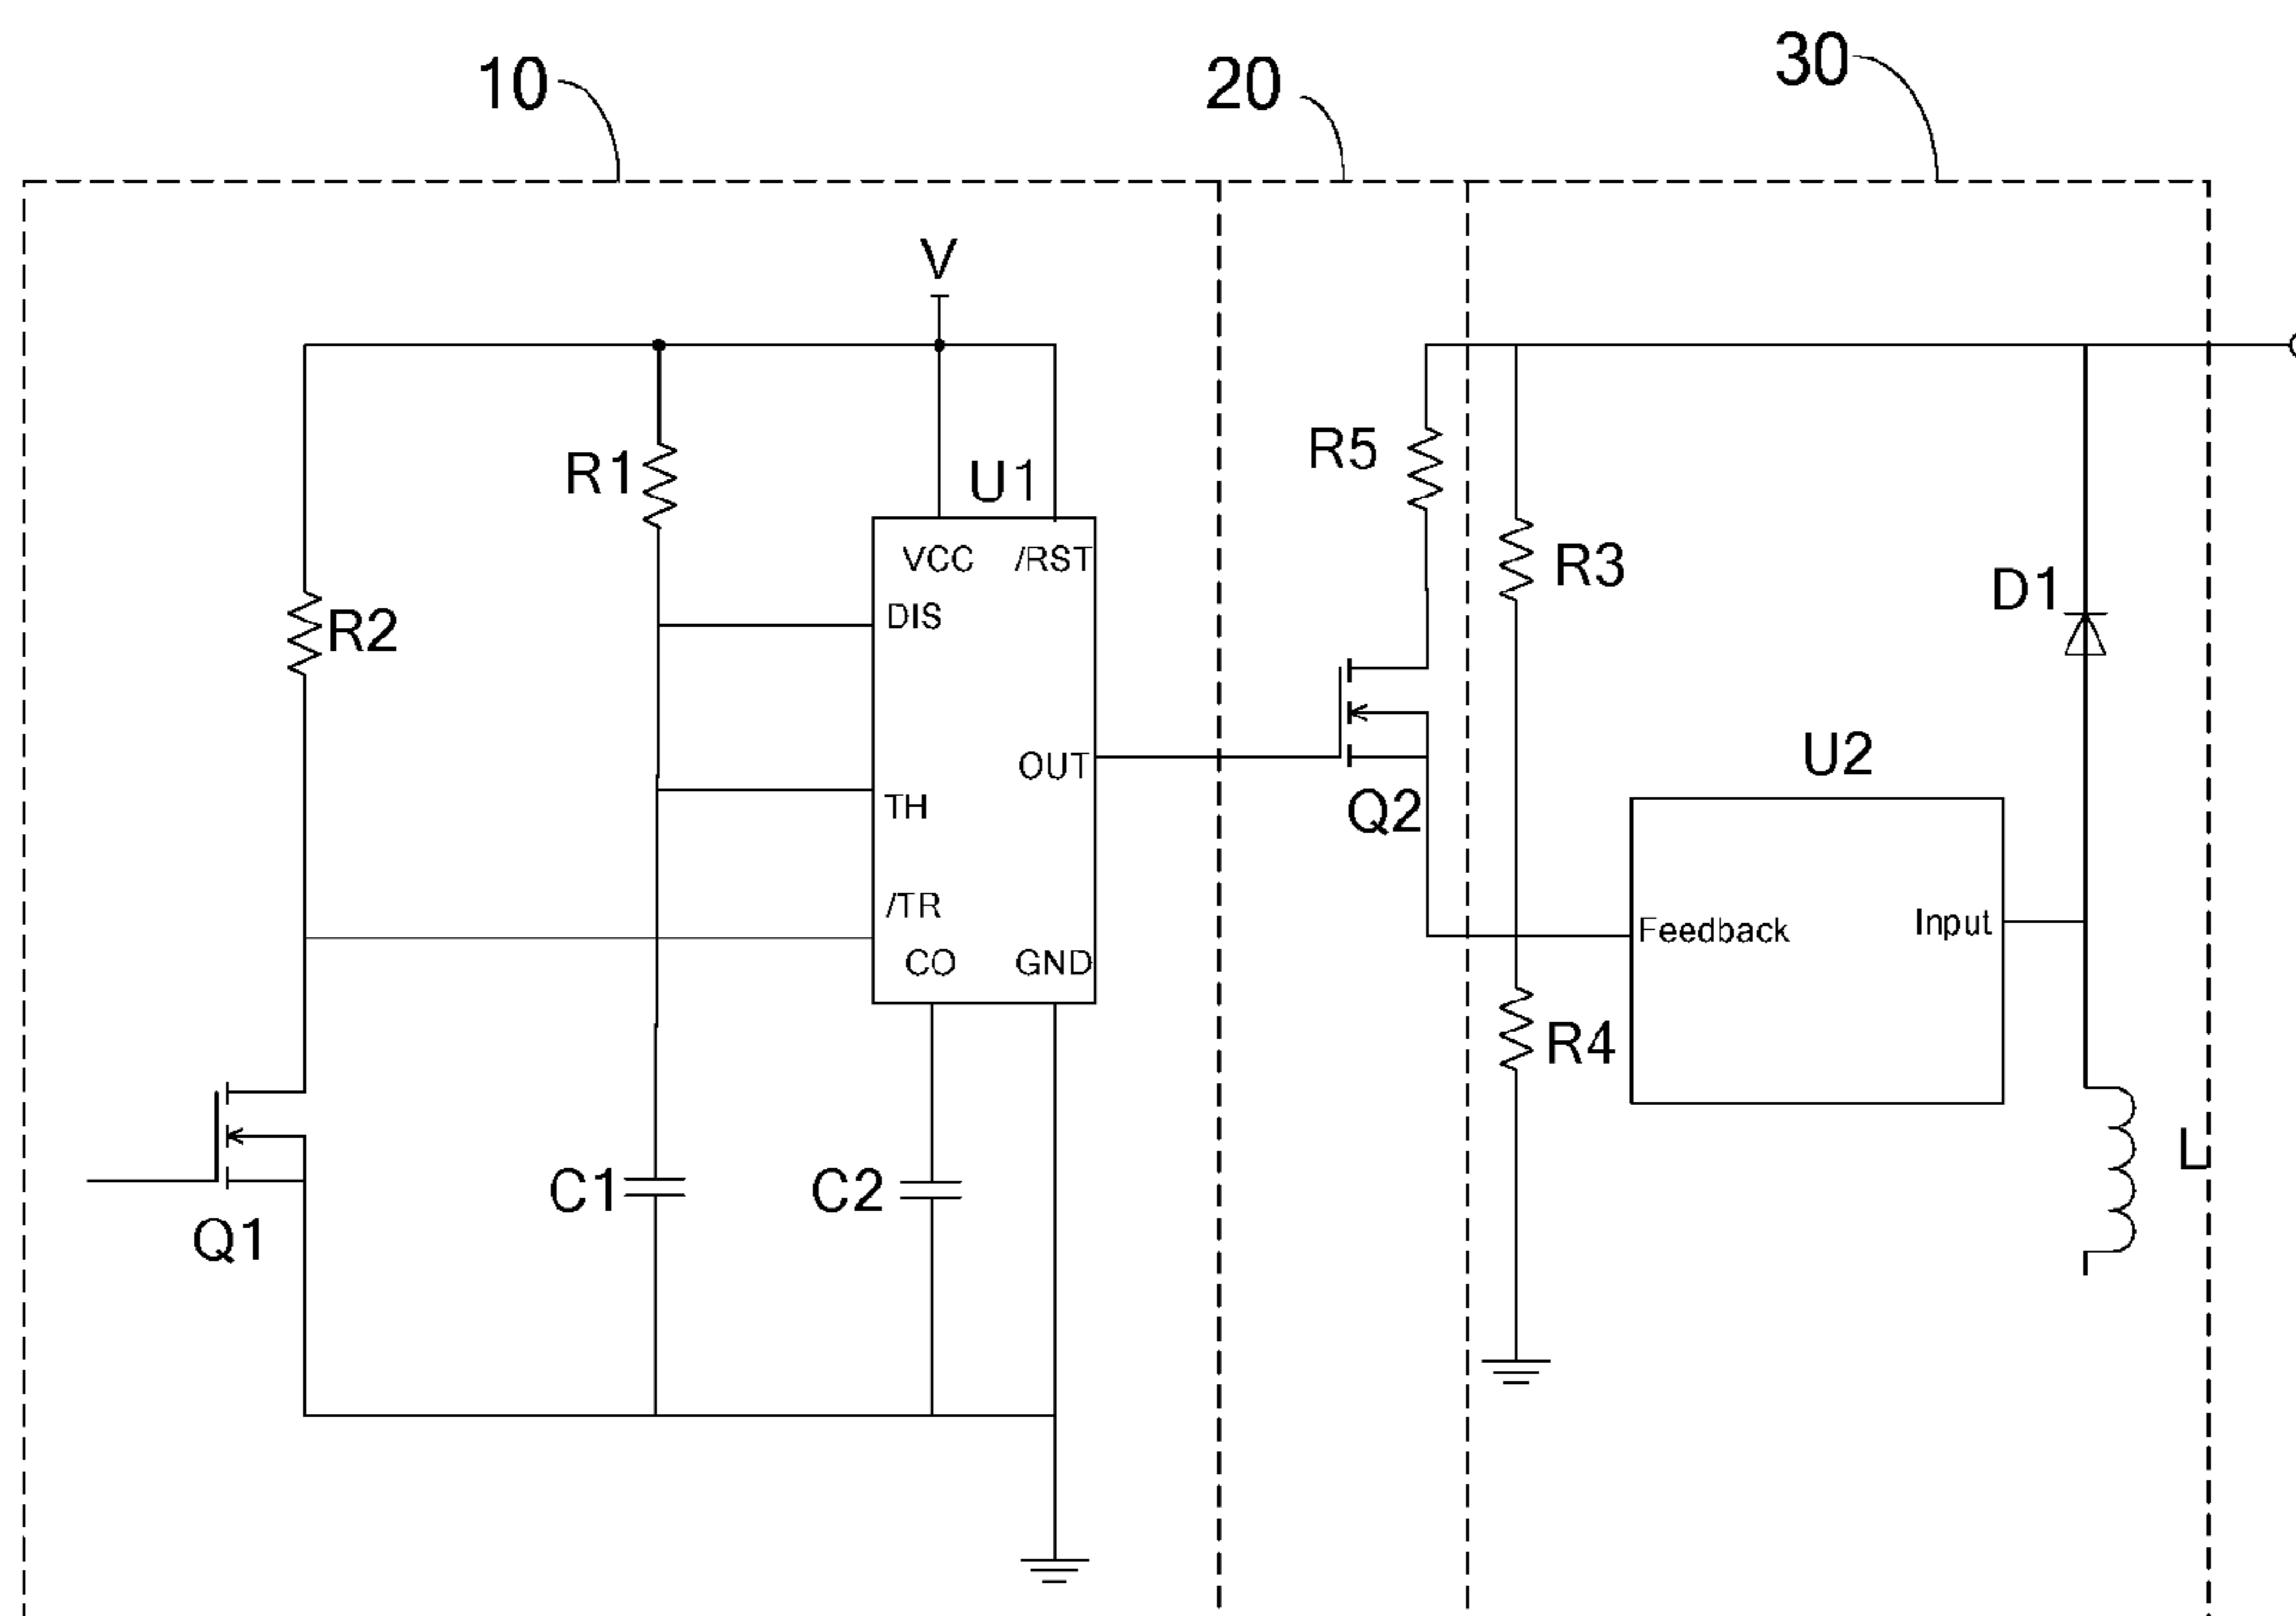 10
20
30
V
R1
U1
R5
VCC /RST
R3
D1
DIS
R2
OUT
U2
TH
Q2
/TR
Feedback
Input
CO GND
R4
C1
C2
L
Q1